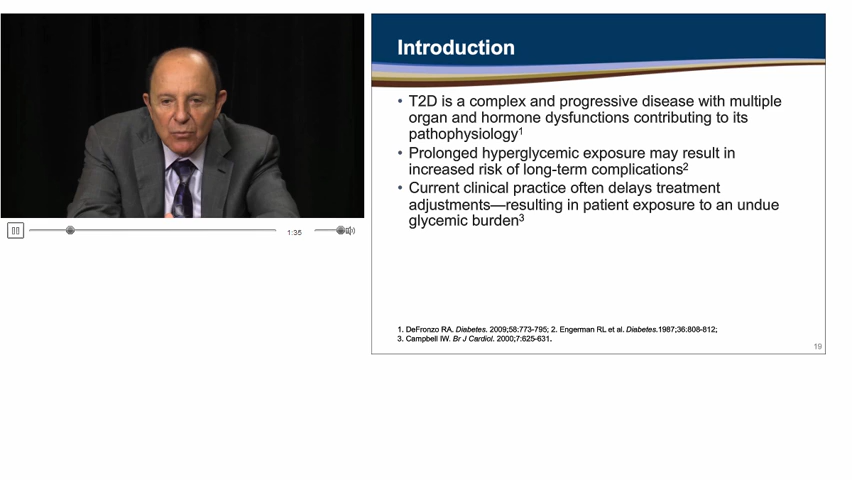 Introduction
• T2D is a complex and progressive disease with multiple
organ and hormone dysfunctions contributing to its
pathophysiology1
• Prolonged hyperglycemic exposure may result in
increased risk of long-term complications2
• Current clinical practice often delays treatment
adjustments—resulting in patient exposure to an undue
glycemic burden3
1:35
1. DeFronzo RA. Diabetes. 2009;58:773-795; 2. Engerman RL et al. Diabetes.1987;36:808-812;
3. Campbell IW. Br J Cardiol. 2000;7:625-631.
19